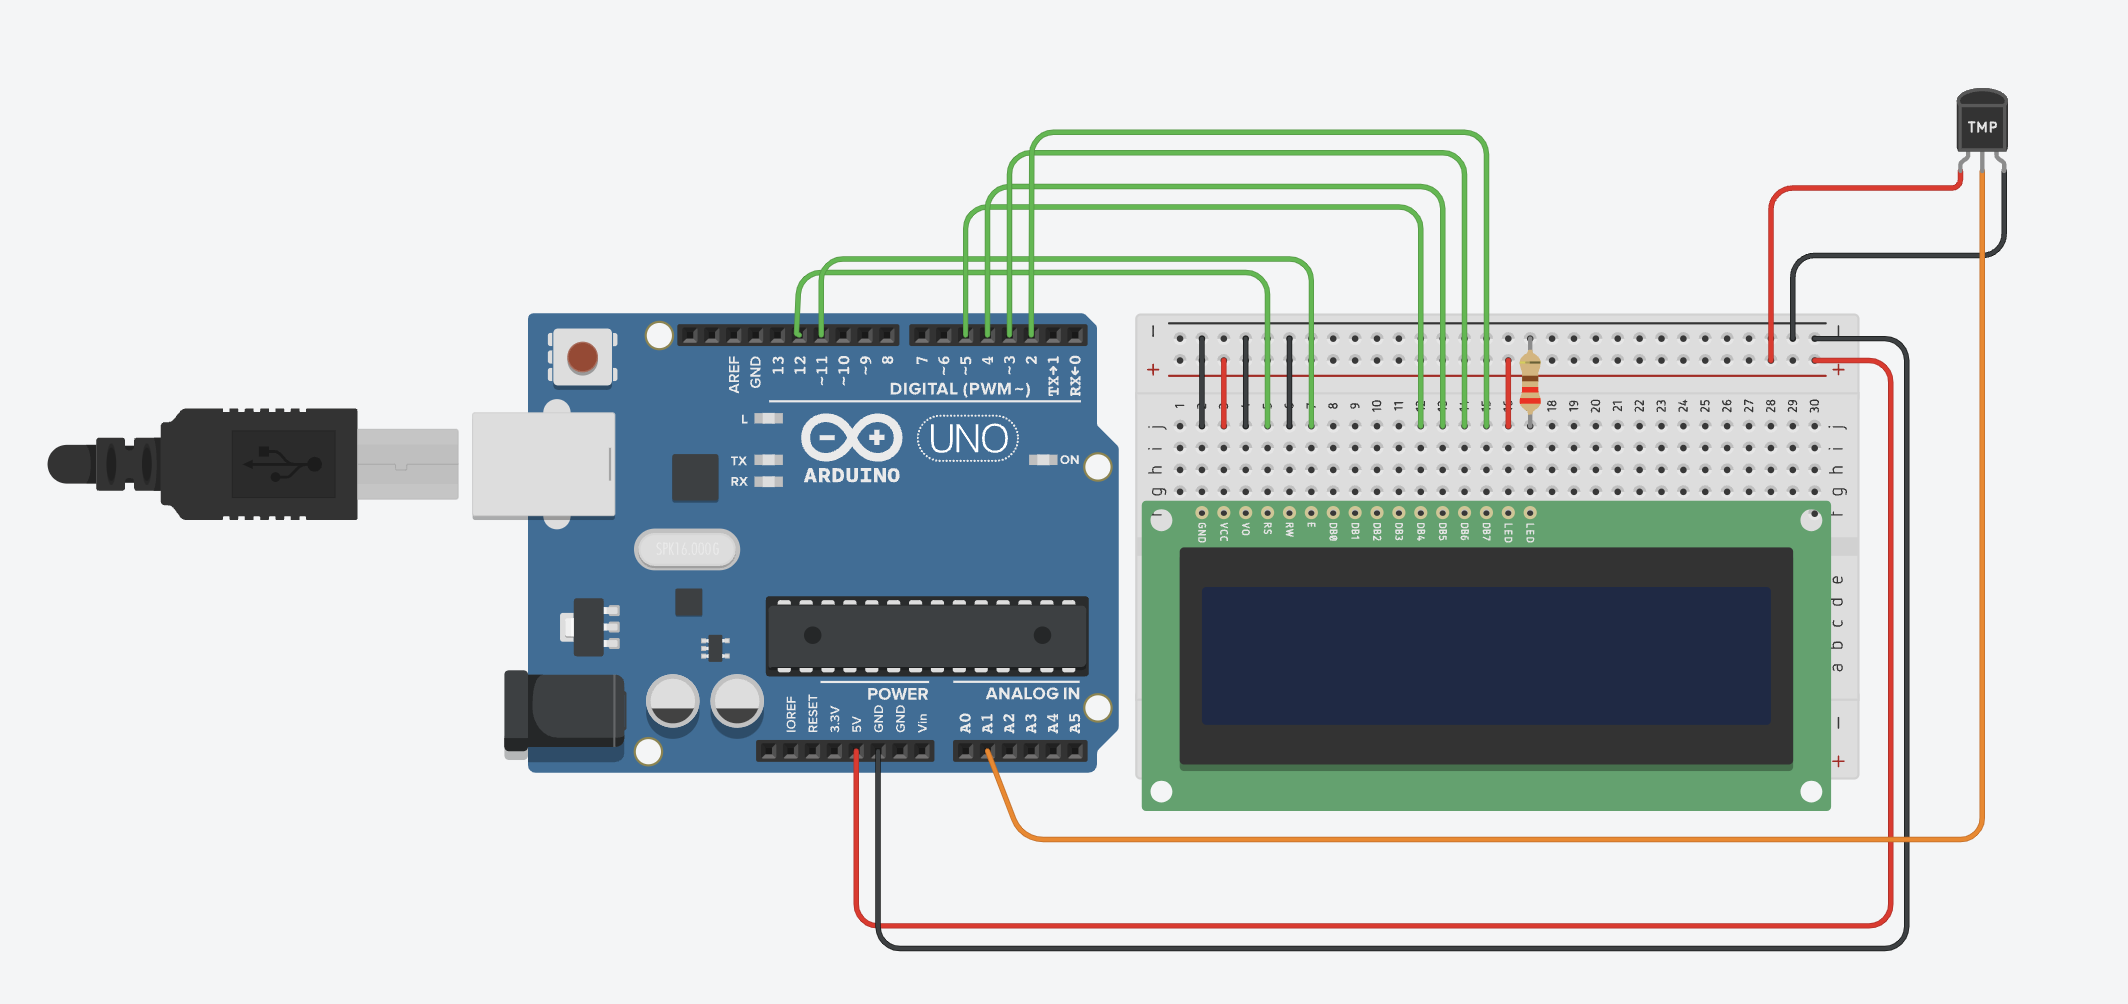 TMP
AREF
GND
13
12
~11
~10
~9
8
7
~6
~5
4
~3
2
TX→1
RX←0
DIGITAL (PWM~)
L
TX
RX
ARDUINO
UNO
ON
SPK16.000G
POWER
ANALOG IN
IOREF
RESET
3.3V
5V
GND
GND
Vin
A0
A1
A2
A3
A4
A5
− −
+ +
1 8 9 10 11 18 19 20 21 22 23 24 25 26 27 28 29 30
j j
i i
h h
g g
f
GND VCC VO RS RW E DB0 DB1 DB2 DB3 DB4 DB5 DB6 DB7 LED LED
e
d
c
b
a
−
+